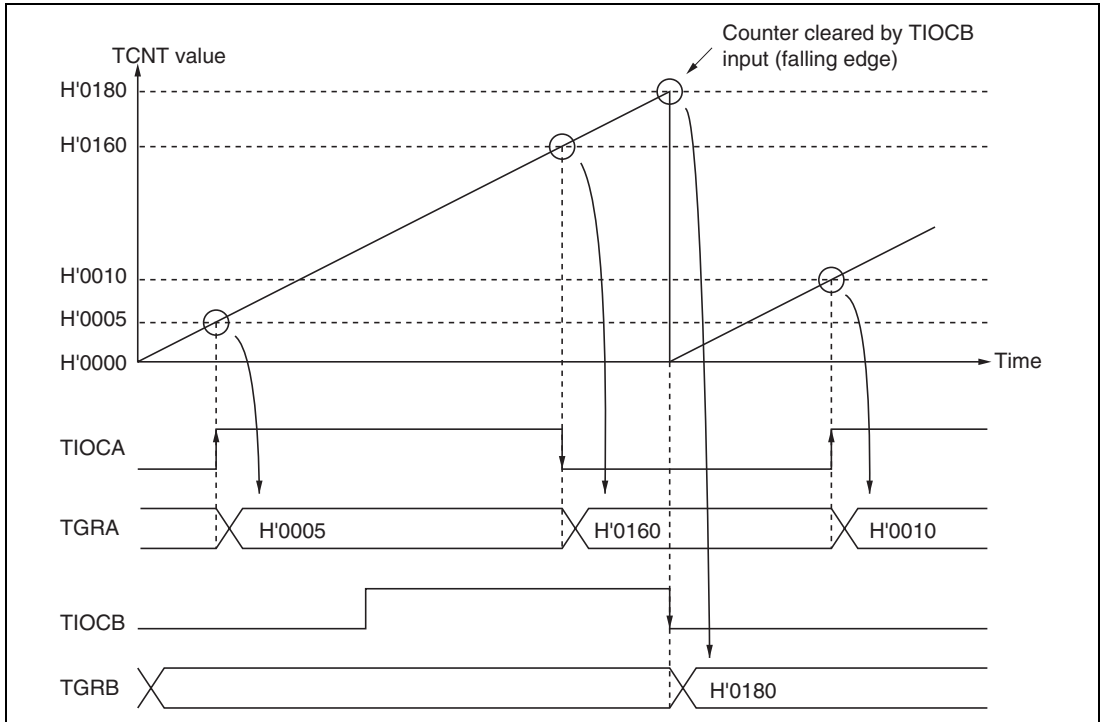 Counter cleared by TIOCB
input (falling edge)
TCNT value
H'0180
H'0160
H'0010
H'0005
H'0000
Time
TIOCA
TGRA
H'0005
H'0160
H'0010
TIOCB
TGRB
H'0180